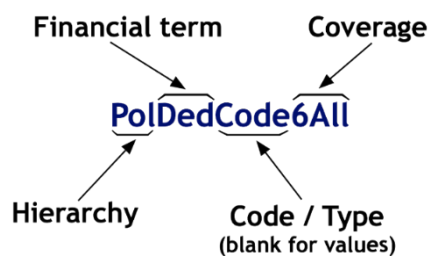 Financial term
Coverage
PolDedCode6All
Hierarchy
Code / Type
(blank for values)